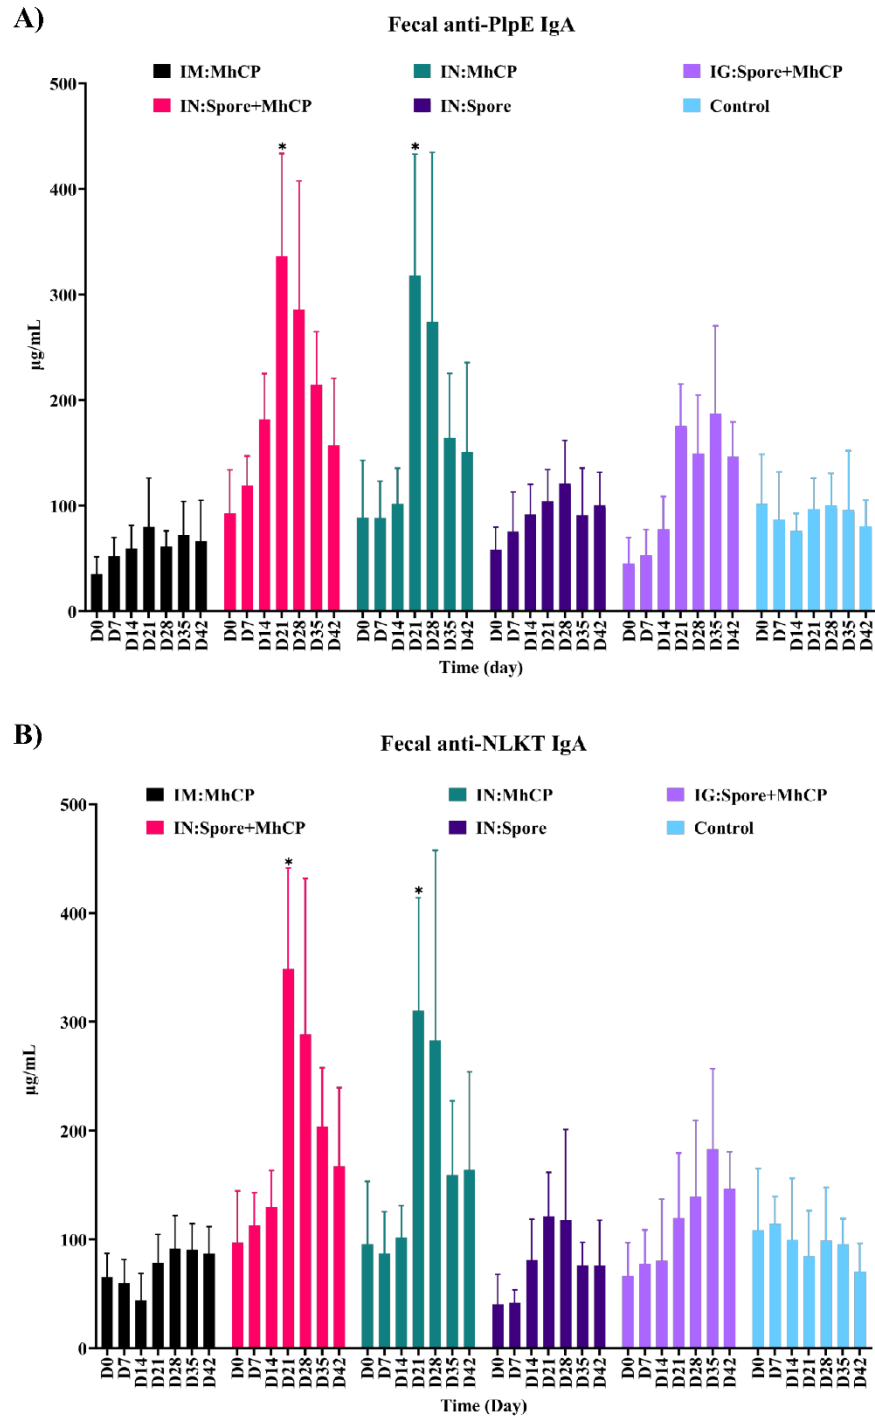 A)
Fecal anti-PlpE IgA
IM:MhCP IN:MhCP IG:Spore+MhCP
IN:Spore+MhCP IN:Spore Control
500
400
300
200
100
0
µg/mL
* *
D0 D7 D14 D21 D28 D35 D42 D0 D7 D14 D21 D28 D35 D42 D0 D7 D14 D21 D28 D35 D42 D0 D7 D14 D21 D28 D35 D42 D0 D7 D14 D21 D28 D35 D42 D0 D7 D14 D21 D28 D35 D42
Time (day)
B)
Fecal anti-NLKT IgA
IM:MhCP IN:MhCP IG:Spore+MhCP
IN:Spore+MhCP IN:Spore Control
500
400
300
200
100
0
µg/mL
* *
D0 D7 D14 D21 D28 D35 D42 D0 D7 D14 D21 D28 D35 D42 D0 D7 D14 D21 D28 D35 D42 D0 D7 D14 D21 D28 D35 D42 D0 D7 D14 D21 D28 D35 D42 D0 D7 D14 D21 D28 D35 D42
Time (Day)